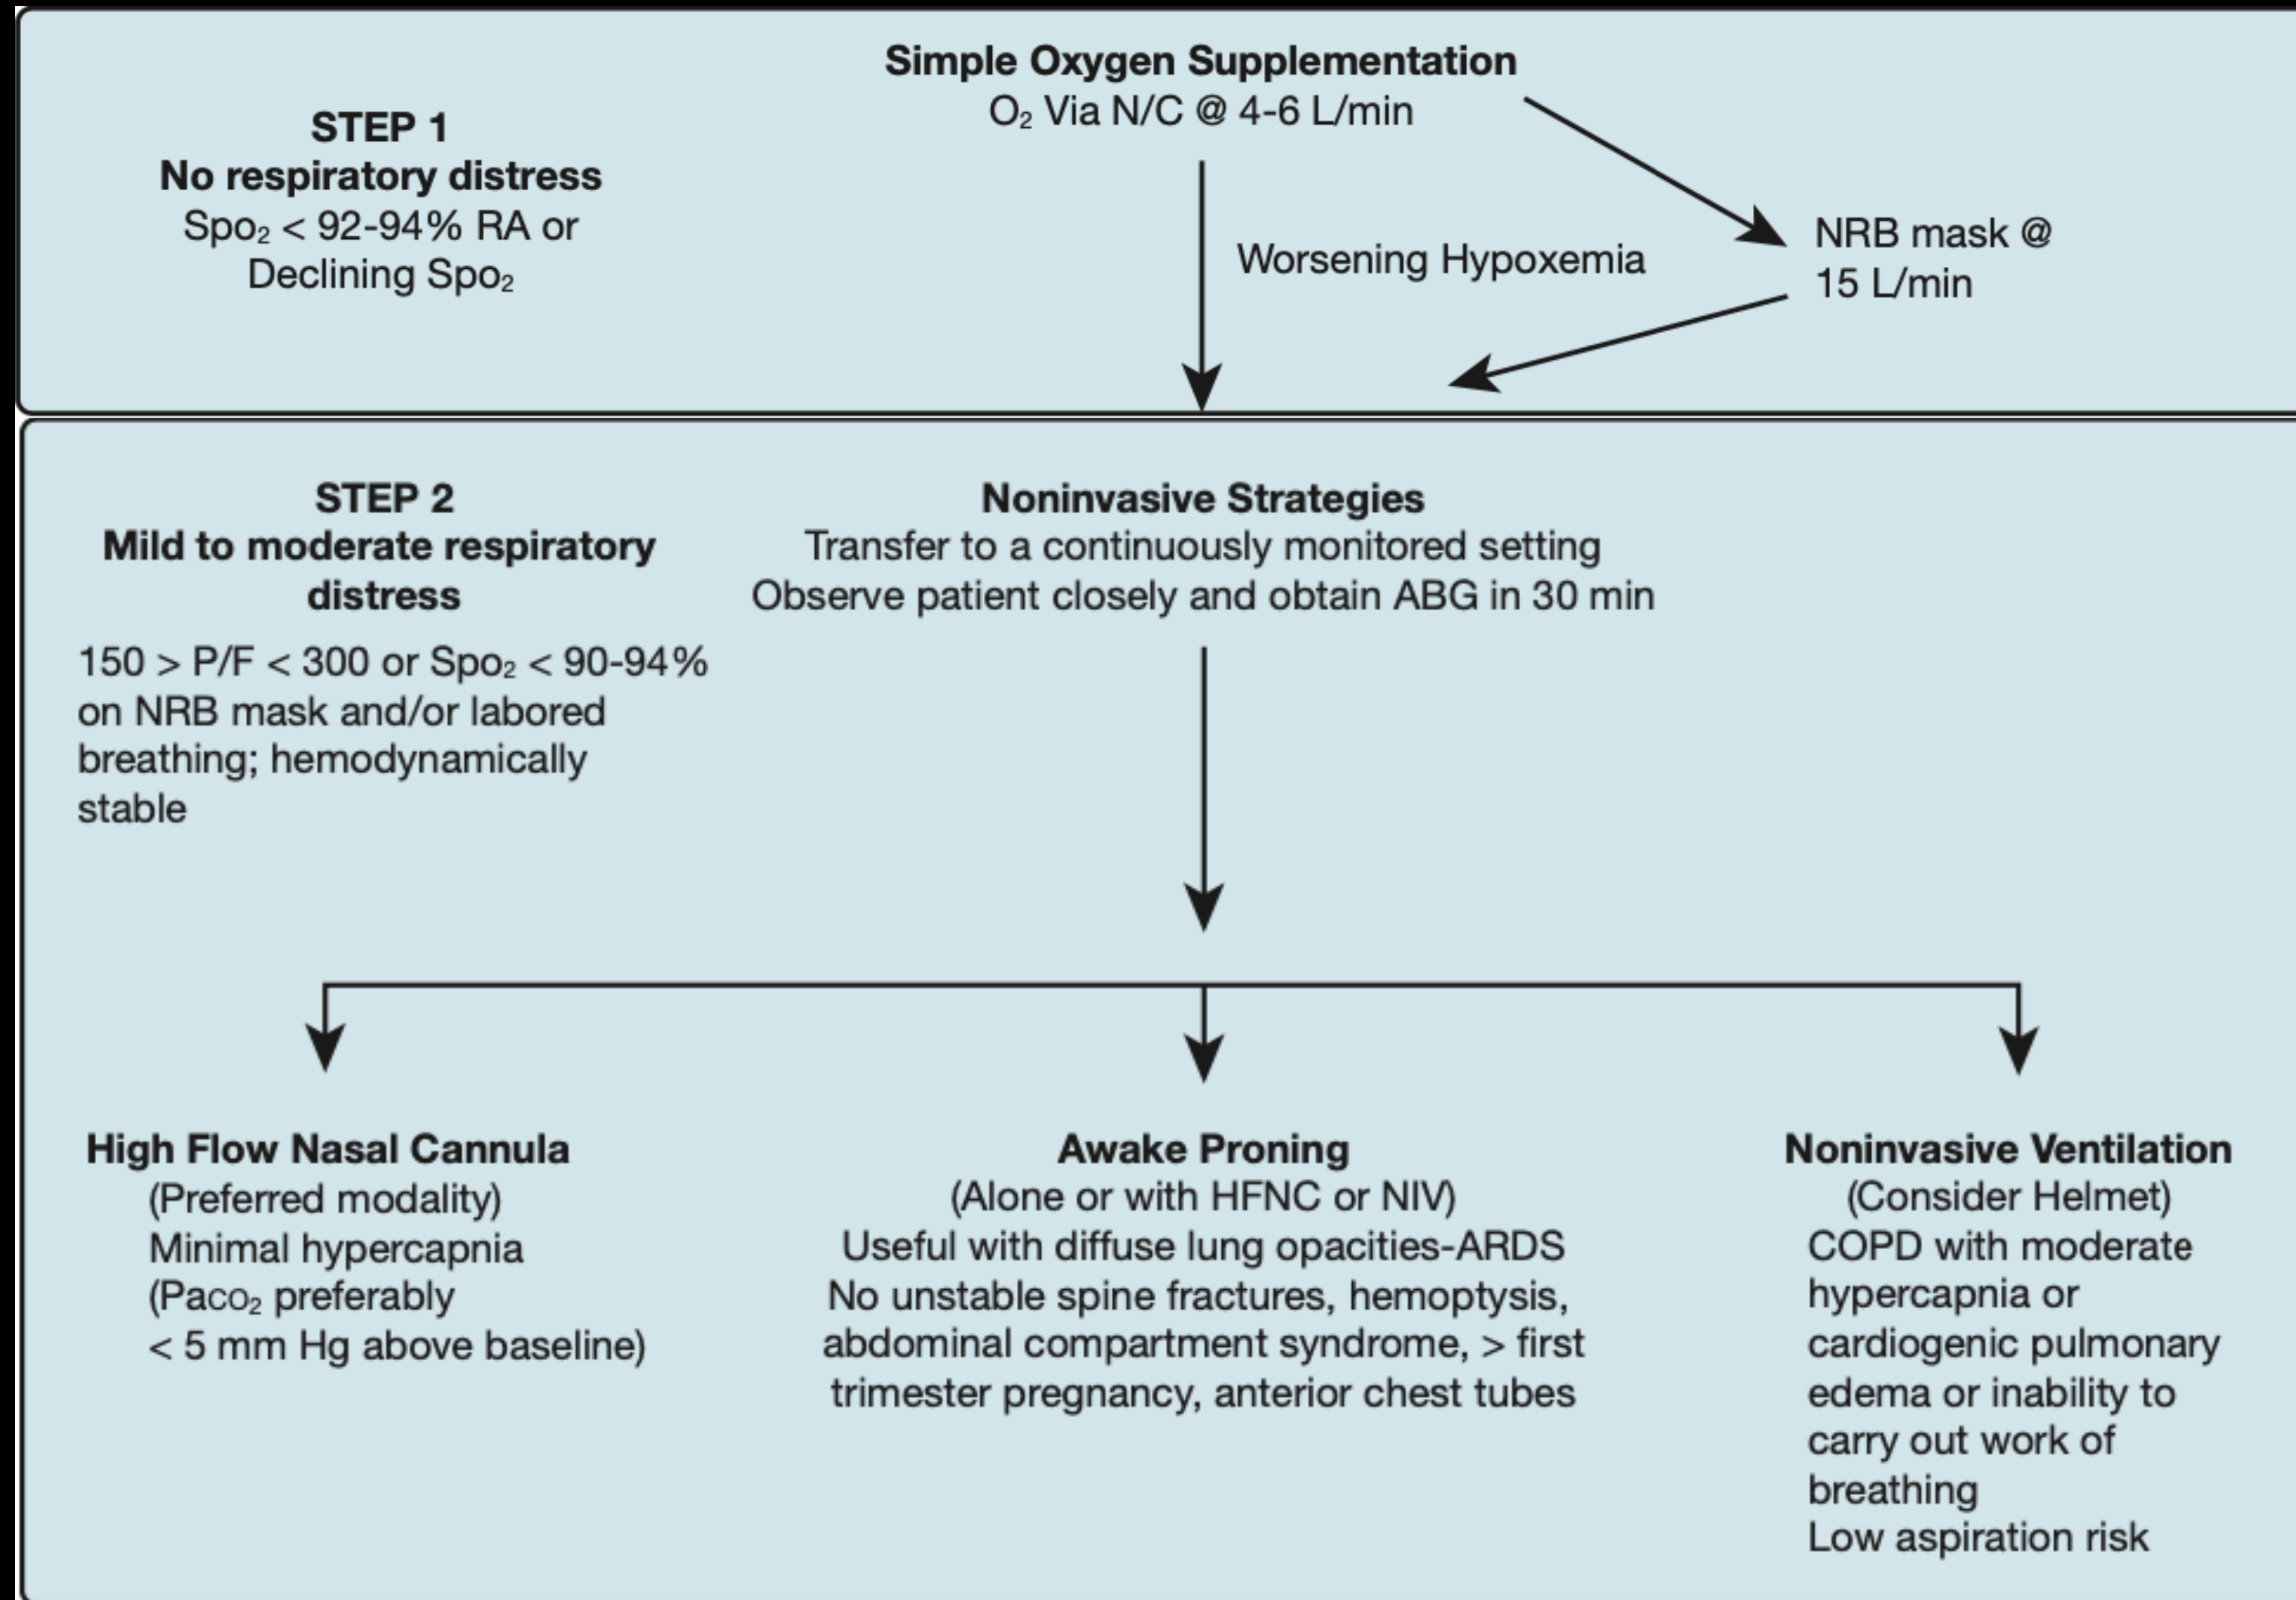 Simple Oxygen Supplementation
O₂ Via N/C @ 4-6 L/min
STEP 1
No respiratory distress
Spo₂ < 92-94% RA or
Declining Spo₂
Worsening Hypoxemia
NRB mask @
15 L/min
STEP 2
Mild to moderate respiratory
distress
150 > P/F < 300 or Spo₂ < 90-94%
on NRB mask and/or labored
breathing; hemodynamically
stable
Noninvasive Strategies
Transfer to a continuously monitored setting
Observe patient closely and obtain ABG in 30 min
High Flow Nasal Cannula
(Preferred modality)
Minimal hypercapnia
(Paco₂ preferably
< 5 mm Hg above baseline)
Awake Proning
(Alone or with HFNC or NIV)
Useful with diffuse lung opacities-ARDS
No unstable spine fractures, hemoptysis,
abdominal compartment syndrome, > first
trimester pregnancy, anterior chest tubes
Noninvasive Ventilation
(Consider Helmet)
COPD with moderate
hypercapnia or
cardiogenic pulmonary
edema or inability to
carry out work of
breathing
Low aspiration risk